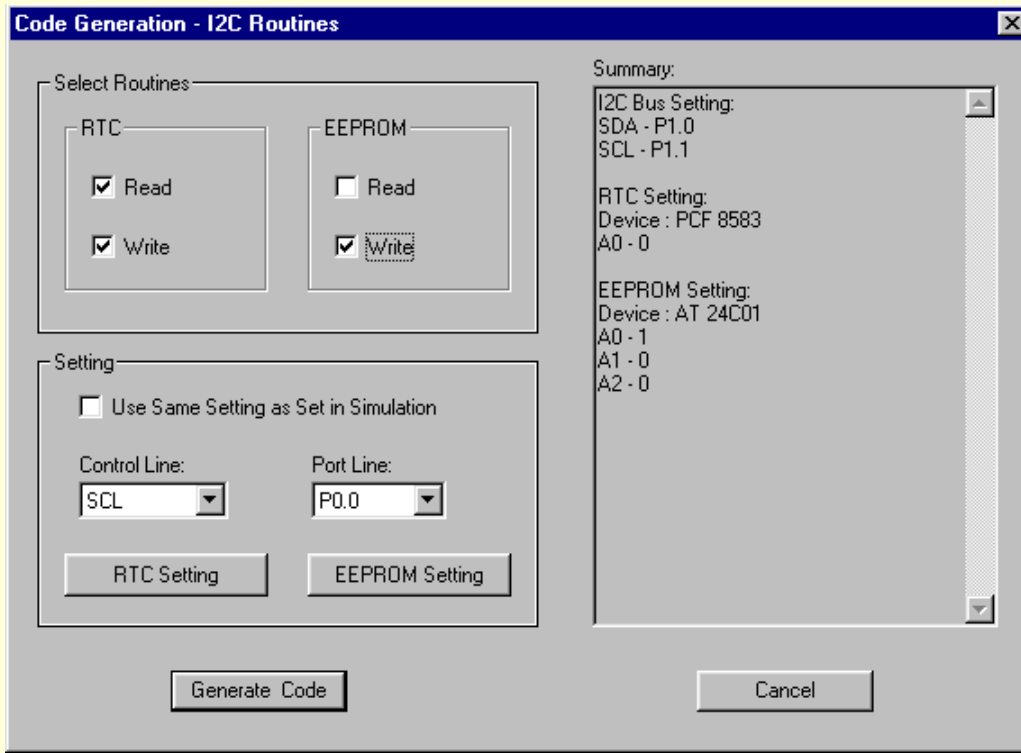 Code Generation - I2C Routines
Select Routines
RTC
Read
Write
EEPROM
Read
Write
Setting
Use Same Setting as Set in Simulation
Control Line:
SCL
Port Line:
P0.0
RTC Setting
EEPROM Setting
Generate Code
Summary:
I2C Bus Setting:
SDA - P1.0
SCL - P1.1
RTC Setting:
Device : PCF 8583
A0 - 0
EEPROM Setting:
Device : AT 24C01
A0 - 1
A1 - 0
A2 - 0
Cancel